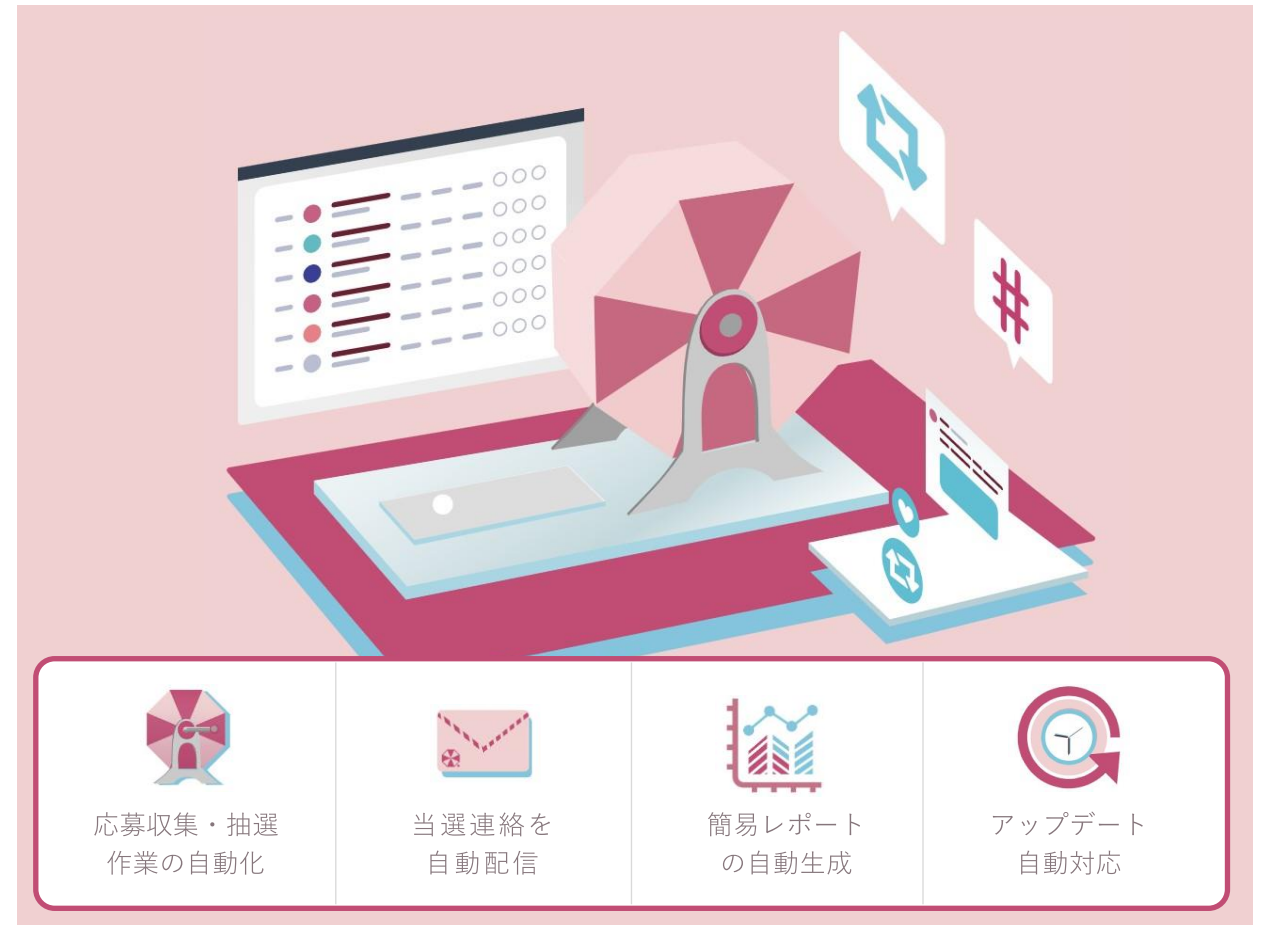 #
応募収集・抽選
作業の自動化
当選連絡を
自動配信
簡易レポート
の自動生成
アップデート
自動対応